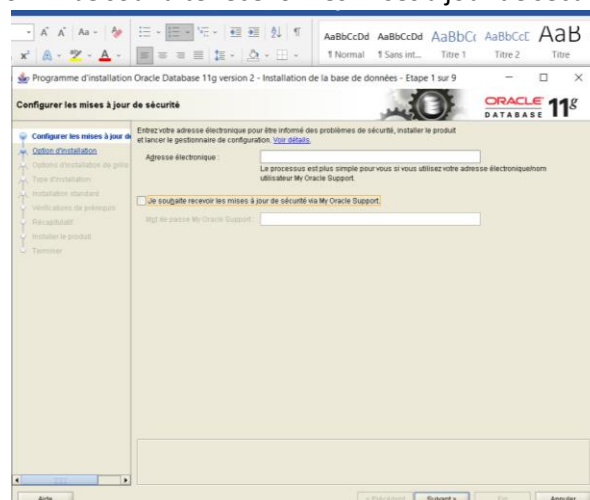 Aa
AaBbCcDd AaBbCcDd AaBbCc AaBbCcE AaB
¶ Normal ¶ Sans int... Titre 1 Titre 2 Titre
Programme d'installation Oracle Database 11g version 2 - Installation de la base de données - Etape 1 sur 9
Configurer les mises à jour de sécurité
ORACLE
DATABASE 11g
Configurer les mises à jour de
Option d'installation
Options d'installation de grille
Type d'installation
Installation standard
Vérifications de prérequis
Récapitulatif
Installer le produit
Terminer
Entrez votre adresse électronique pour être informé des problèmes de sécurité, installer le produit
et lancer le gestionnaire de configuration. Voir détails.
Adresse électronique :
Le processus est plus simple pour vous si vous utilisez votre adresse électronique/nom
utilisateur My Oracle Support.
Je souhaite recevoir les mises à jour de sécurité via My Oracle Support.
Mot de passe My Oracle Support :
Aide < Précédent Suivant > Fin Annuler